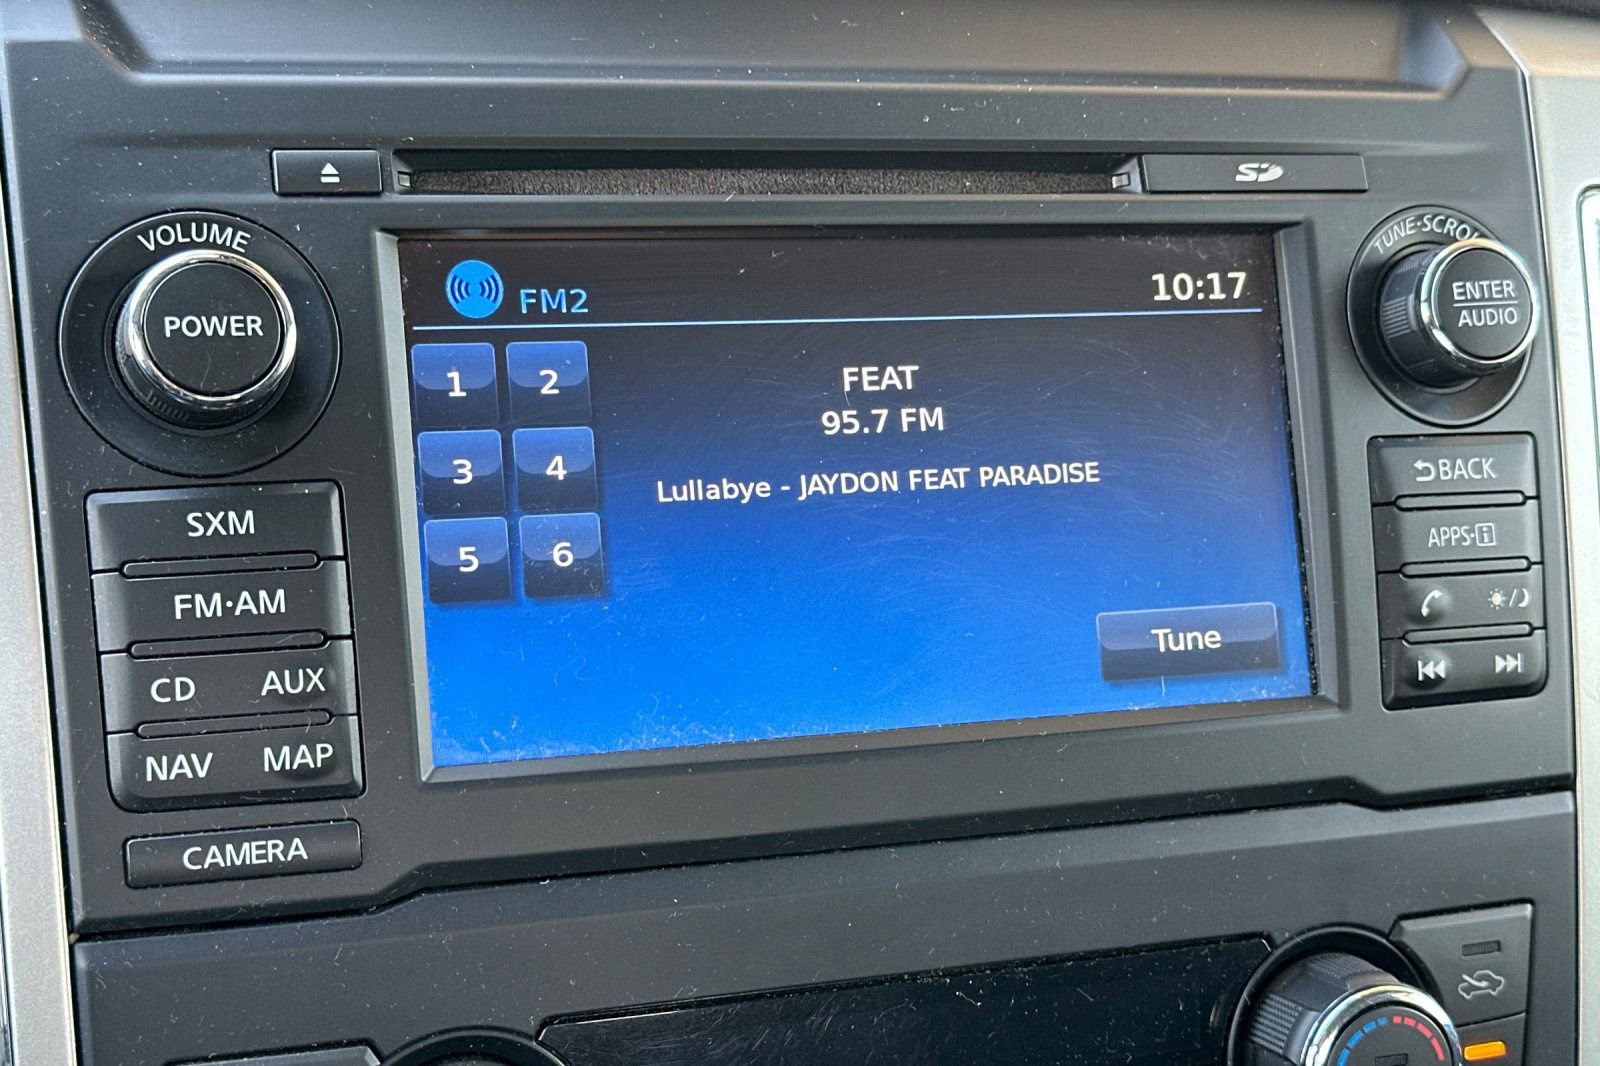 SD
VOLUME
POWER
TUNE·SCROLL
ENTER
AUDIO
FM2
10:17
1
2
3
4
5
6
FEAT
95.7 FM
Lullabye - JAYDON FEAT PARADISE
Tune
SXM
FM·AM
CD
AUX
NAV
MAP
CAMERA
BACK
APPS·i